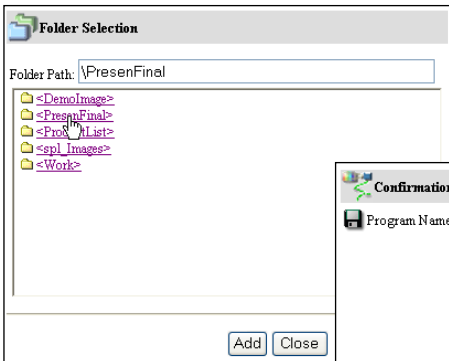 Folder Selection
Folder Path: \PresenFinal
<DemoImage>
<PresenFinal>
<spl_Images>
<Work>
Confirmation
Program Name
Add Close